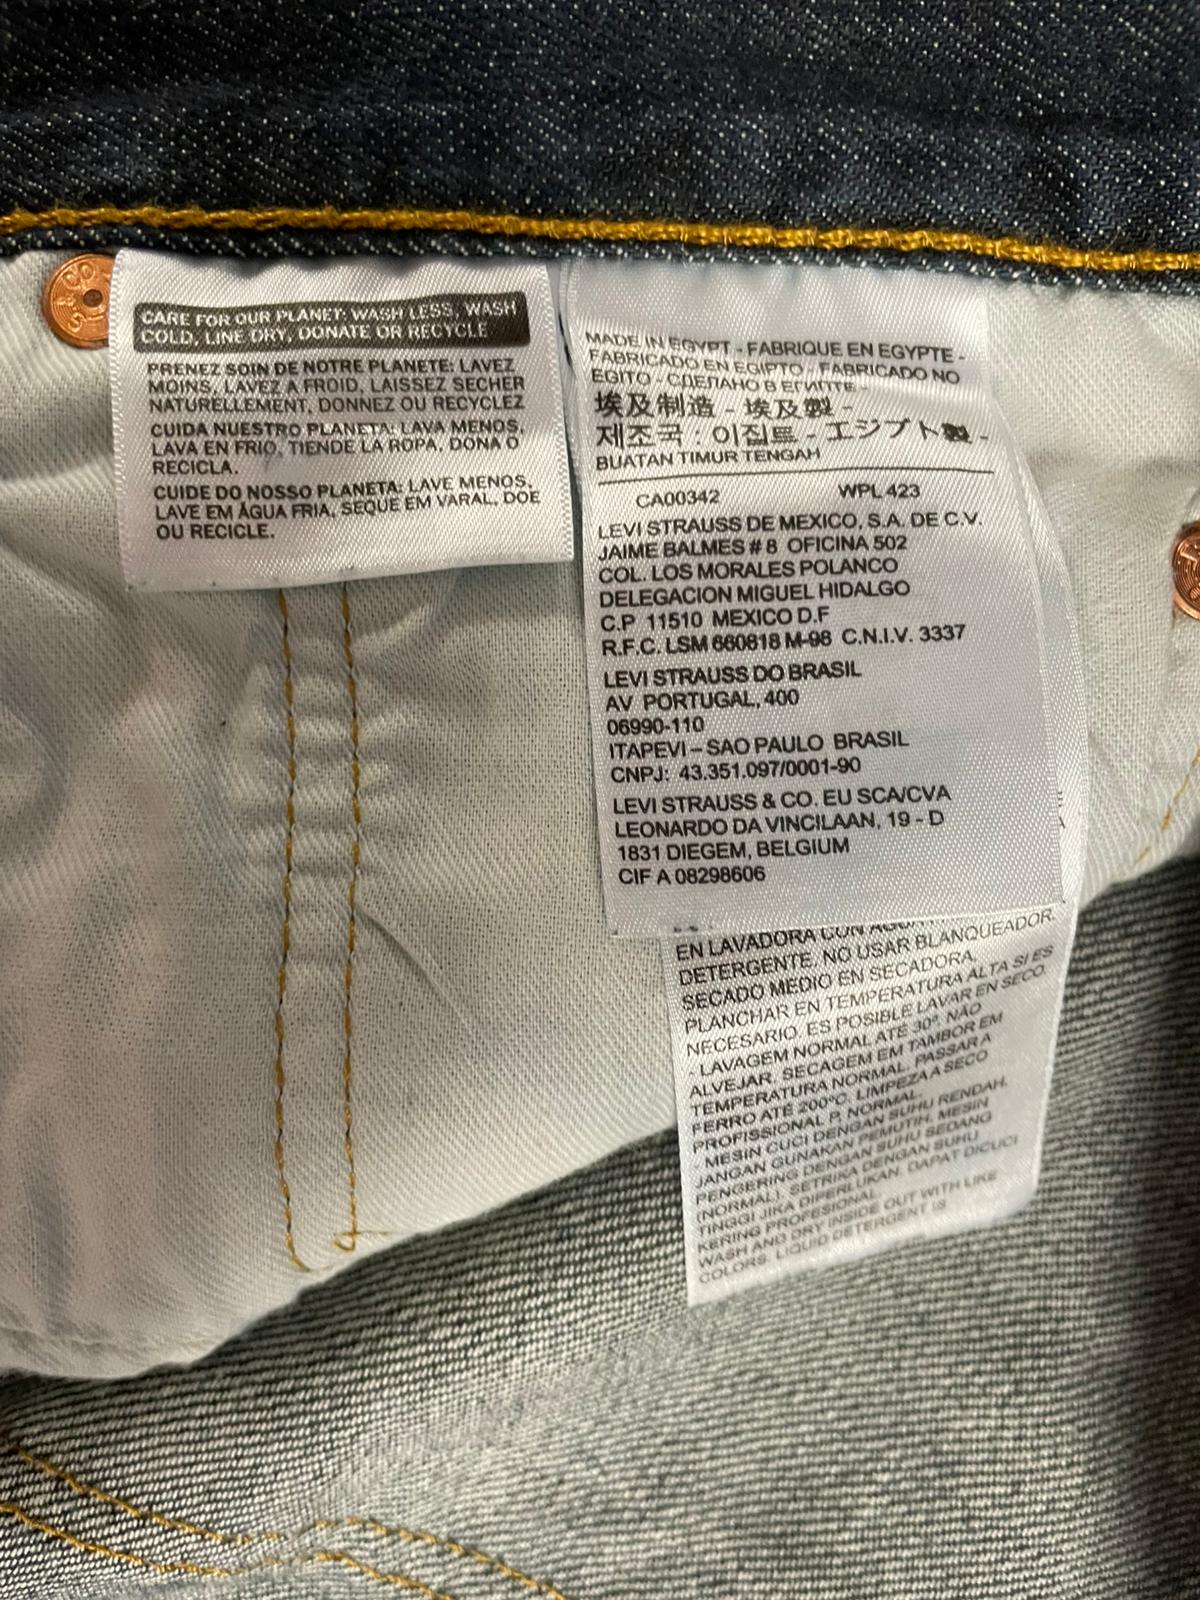 CARE FOR OUR PLANET: WASH LESS, WASH
COLD, LINE DRY, DONATE OR RECYCLE
PRENEZ SOIN DE NOTRE PLANETE: LAVEZ
MOINS, LAVEZ A FROID, LAISSEZ SECHER
NATURELLEMENT, DONNEZ OU RECYCLEZ
CUIDA NUESTRO PLANETA: LAVA MENOS,
LAVA EN FRIO, TIENDE LA ROPA, DONA O
RECICLA.
CUIDE DO NOSSO PLANETA: LAVE MENOS,
LAVE EM ÁGUA FRIA, SEQUE EM VARAL, DOE
OU RECICLE.
MADE IN EGYPT - FABRIQUE EN EGYPTE -
FABRICADO EN EGIPTO - FABRICADO NO
EGITO - СДЕЛАНО В ЕГИПТЕ -
埃及制造 - 埃及製 -
제조국 : 이집트 - エジプト製 -
BUATAN TIMUR TENGAH
CA00342 WPL 423
LEVI STRAUSS DE MEXICO, S.A. DE C.V.
JAIME BALMES # 8 OFICINA 502
COL. LOS MORALES POLANCO
DELEGACION MIGUEL HIDALGO
C.P 11510 MEXICO D.F
R.F.C. LSM 660818 M-98 C.N.I.V. 3337
LEVI STRAUSS DO BRASIL
AV PORTUGAL, 400
06990-110
ITAPEVI – SAO PAULO BRASIL
CNPJ: 43.351.097/0001-90
LEVI STRAUSS & CO. EU SCA/CVA
LEONARDO DA VINCILAAN, 19 - D
1831 DIEGEM, BELGIUM
CIF A 08298606
EN LAVADORA CON
DETERGENTE, NO USAR BLANQUEADOR.
SECADO MEDIO EN SECADORA.
PLANCHAR EN TEMPERATURA ALTA SI ES
NECESARIO. ES POSIBLE LAVAR EN SECO.
- LAVAGEM NORMAL ATÉ 30º. NÃO
ALVEJAR. SECAGEM EM TAMBOR EM
TEMPERATURA NORMAL. PASSAR A
FERRO ATÉ 200ºC. LIMPEZA A SECO
PROFISSIONAL P, NORMAL.
- MESIN CUCI DENGAN SUHU RENDAH.
JANGAN GUNAKAN PEMUTIH. MESIN
PENGERING DENGAN SUHU SEDANG
(NORMAL). SETRIKA DENGAN SUHU
TINGGI JIKA DIPERLUKAN. DAPAT DICUCI
KERING PROFESIONAL.
WASH AND DRY INSIDE OUT WITH LIKE
COLORS. LIQUID DETERGENT IS